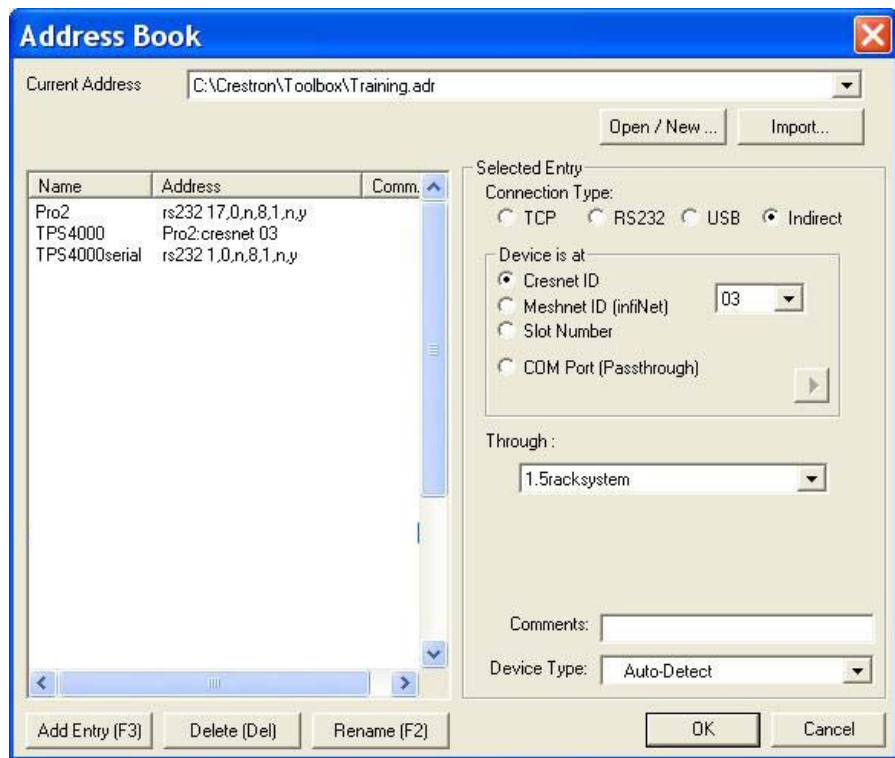 Address Book
Current Address C:\Crestron\Toolbox\Training.adr
Open / New ... Import...
Name Address Comm.
Pro2 rs232 17,0,n,8,1,n,y
TPS4000 Pro2:cresnet 03
TPS4000serial rs232 1,0,n,8,1,n,y
Selected Entry
Connection Type:
TCP RS232 USB Indirect
Device is at
Cresnet ID
Meshnet ID (infiNet)
03
Slot Number
COM Port (Passthrough)
Through :
1.5racksystem
Comments:
Device Type: Auto-Detect
Add Entry (F3) Delete (Del) Rename (F2) OK Cancel